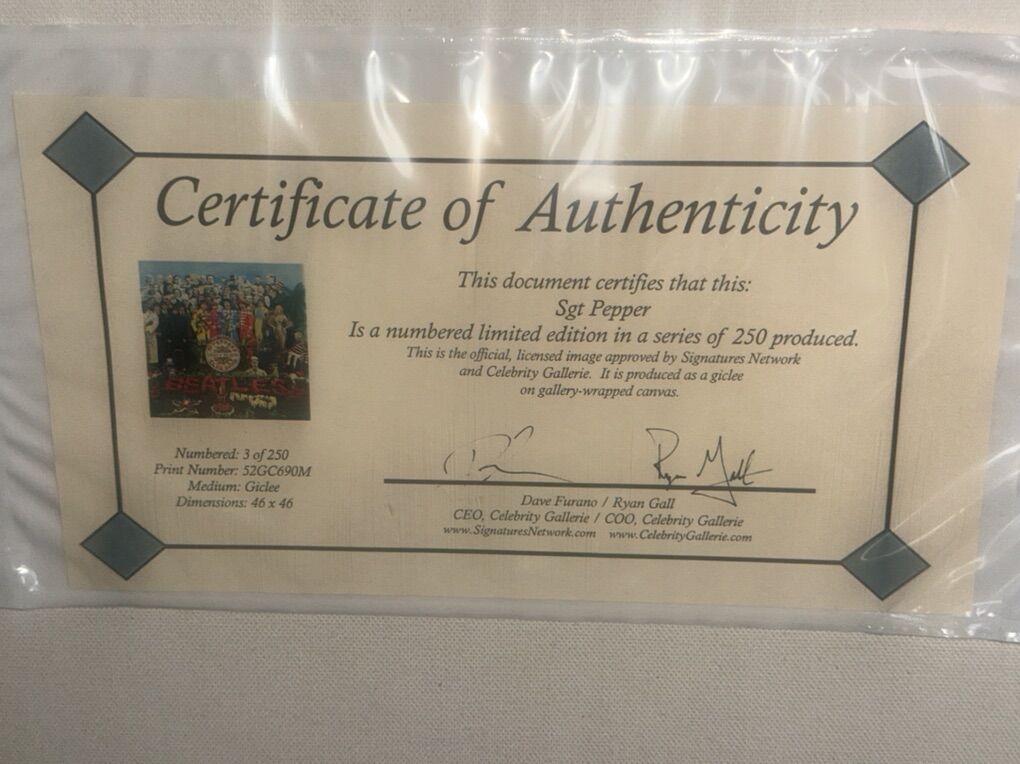 Certificate of Authenticity
This document certifies that this:
Sgt Pepper
Is a numbered limited edition in a series of 250 produced.
This is the official, licensed image approved by Signatures Network
and Celebrity Gallerie. It is produced as a giclee
on gallery-wrapped canvas.
BEATLES
Numbered: 3 of 250
Print Number: 52GC690M
Medium: Giclee
Dimensions: 46 x 46
Dave Furano / Ryan Gall
CEO, Celebrity Gallerie / COO, Celebrity Gallerie
www.SignaturesNetwork.com www.CelebrityGallerie.com